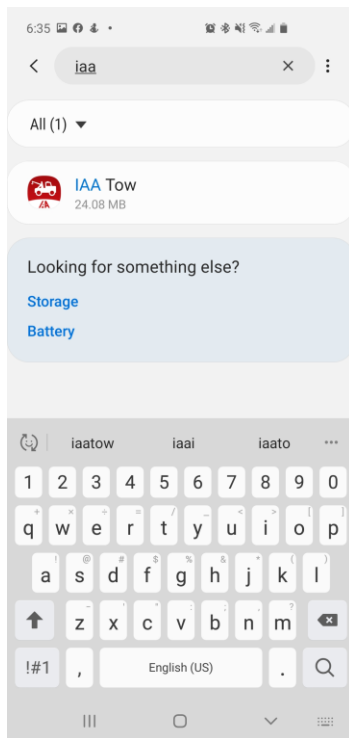 6:35
iaa
All (1)
IAA Tow
24.08 MB
Looking for something else?
Storage
Battery
iaatow iaai iaato
1 2 3 4 5 6 7 8 9 0
q w e r t y u i o p
a s d f g h j k l
z x c v b n m
!#1 , English (US) .